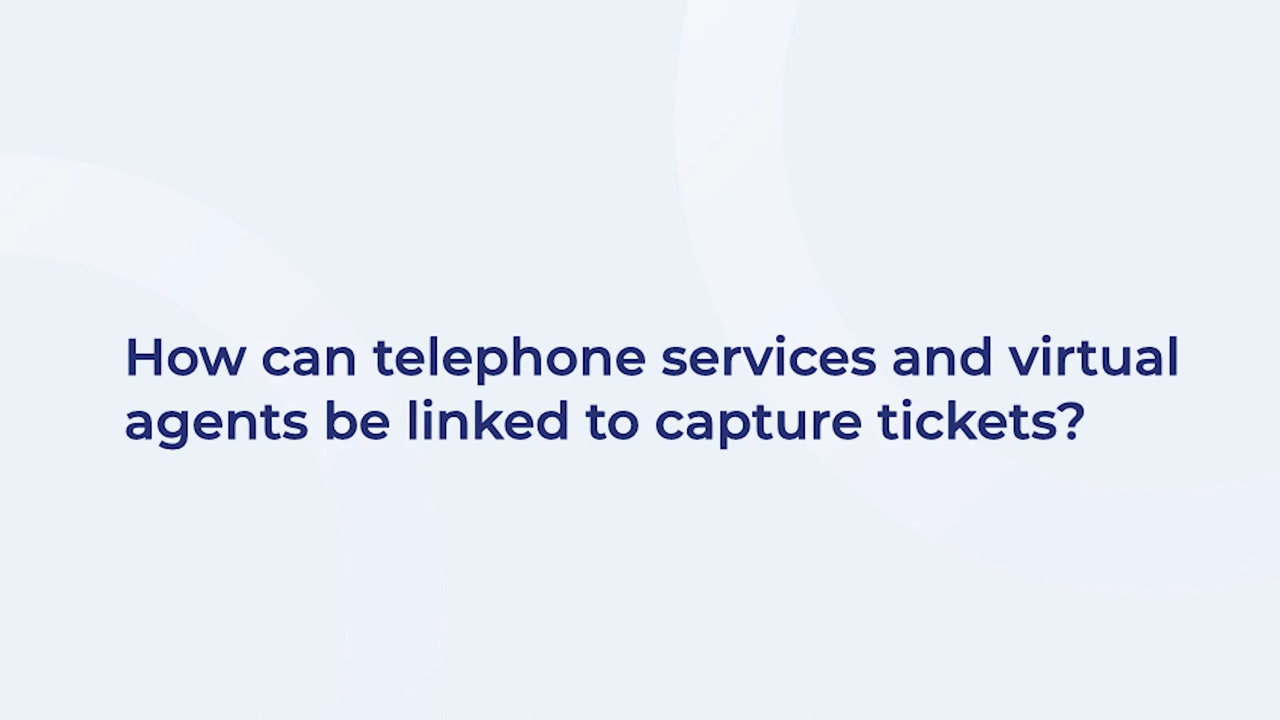 How can telephone services and virtual
agents be linked to capture tickets?